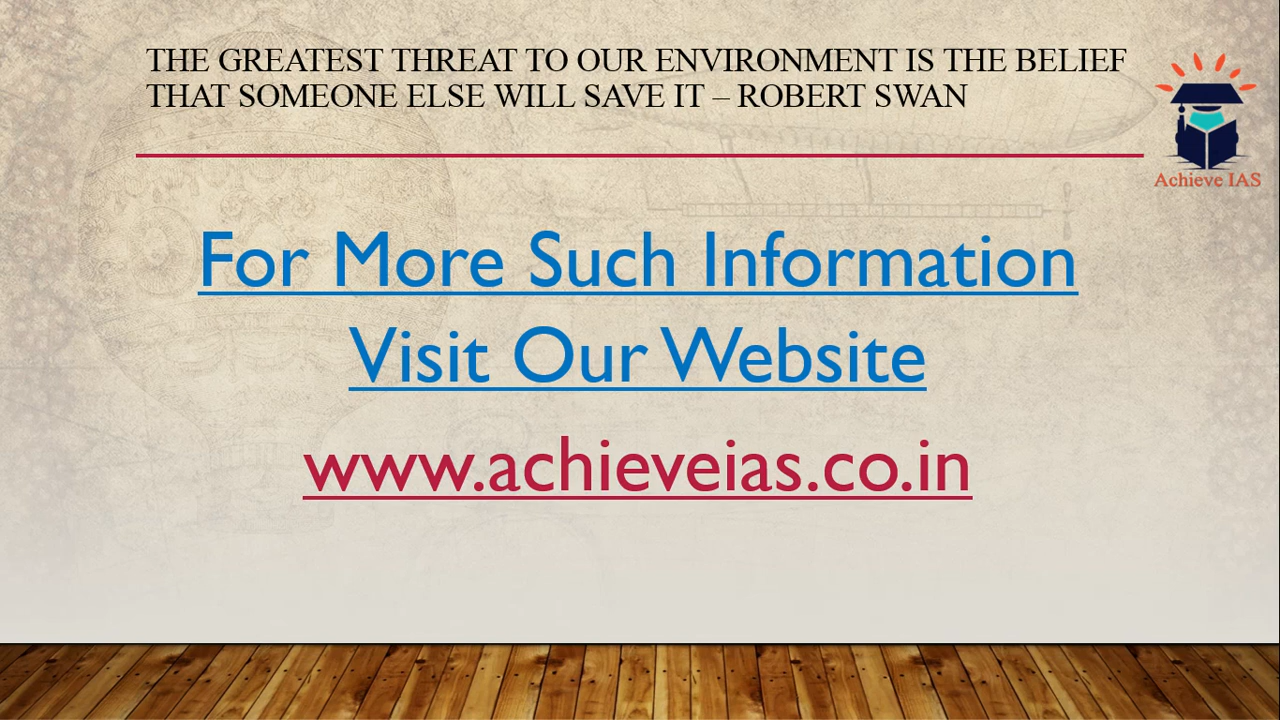 THE GREATEST THREAT TO OUR ENVIRONMENT IS THE BELIEF
THAT SOMEONE ELSE WILL SAVE IT – ROBERT SWAN
Achieve IAS
For More Such Information
Visit Our Website
www.achieveias.co.in